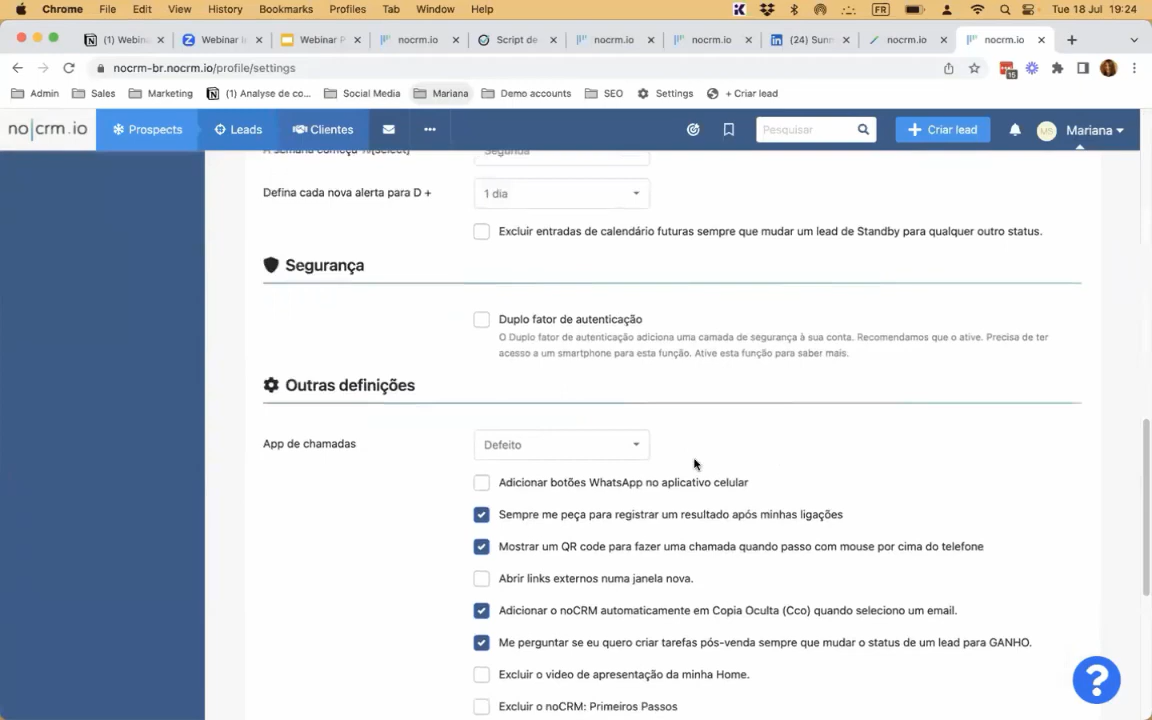 Chrome File Edit View History Bookmarks Profiles Tab Window Help FR Tue 18 Jul 19:24
(1) Webin Webinar I Webinar P nocrm.io Script de nocrm.io nocrm.io (24) Sunn nocrm.io nocrm.io
nocrm-br.nocrm.io/profile/settings 15
Admin Sales Marketing (1) Analyse de co... Social Media Mariana Demo accounts SEO Settings + Criar lead
no|crm.io Prospects Leads Clientes Pesquisar Criar lead MS Mariana
Segunda
Defina cada nova alerta para D + 1 dia
Excluir entradas de calendário futuras sempre que mudar um lead de Standby para qualquer outro status.
Segurança
Duplo fator de autenticação
O Duplo fator de autenticação adiciona uma camada de segurança à sua conta. Recomendamos que o ative. Precisa de ter
acesso a um smartphone para esta função. Ative esta função para saber mais.
Outras definições
App de chamadas Defeito
Adicionar botões WhatsApp no aplicativo celular
Sempre me peça para registrar um resultado após minhas ligações
Mostrar um QR code para fazer uma chamada quando passo com mouse por cima do telefone
Abrir links externos numa janela nova.
Adicionar o noCRM automaticamente em Copia Oculta (Cco) quando seleciono um email.
Me perguntar se eu quero criar tarefas pós-venda sempre que mudar o status de um lead para GANHO.
Excluir o video de apresentação da minha Home.
Excluir o noCRM: Primeiros Passos
?